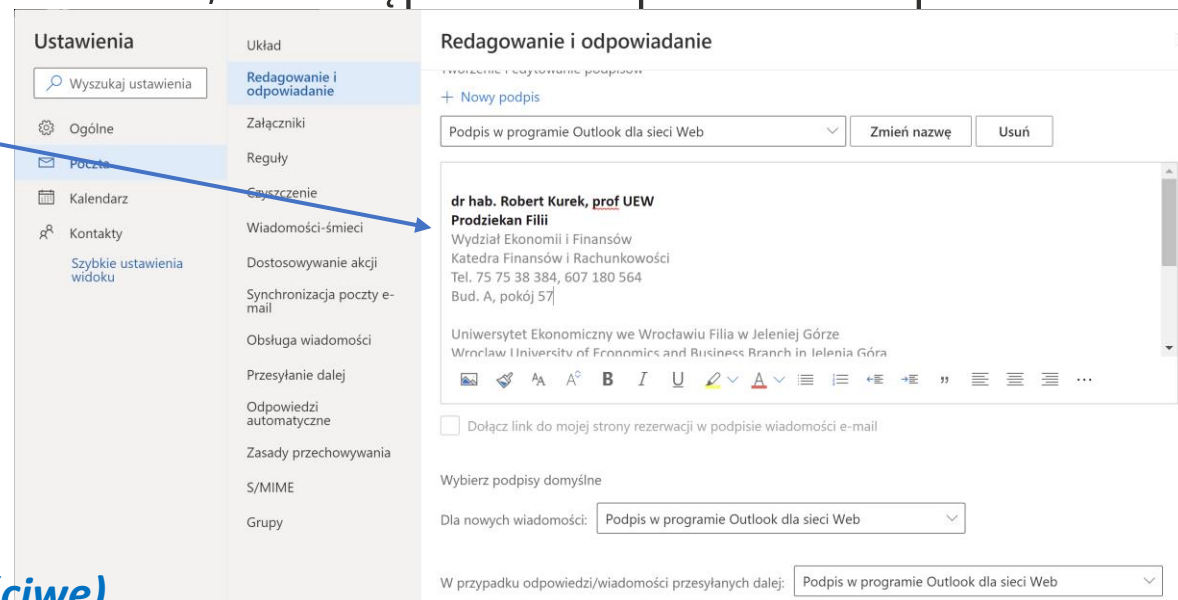 Ustawienia
Wyszukaj ustawienia
Ogólne
Poczta
Kalendarz
Kontakty
Szybkie ustawienia
widoku
Układ
Redagowanie i
odpowiadanie
Załączniki
Reguły
Czyszczenie
Wiadomości-śmieci
Dostosowywanie akcji
Synchronizacja poczty e-
mail
Obsługa wiadomości
Przesyłanie dalej
Odpowiedzi
automatyczne
Zasady przechowywania
S/MIME
Grupy
Redagowanie i odpowiadanie
Tworzenie i edytowanie podpisów
+ Nowy podpis
Podpis w programie Outlook dla sieci Web
Zmień nazwę
Usuń
dr hab. Robert Kurek, prof UEW
Prodziekan Filii
Wydział Ekonomii i Finansów
Katedra Finansów i Rachunkowości
Tel. 75 75 38 384, 607 180 564
Bud. A, pokój 57
Uniwersytet Ekonomiczny we Wrocławiu Filia w Jeleniej Górze
Wroclaw University of Economics and Business Branch in Jelenia Góra
Dołącz link do mojej strony rezerwacji w podpisie wiadomości e-mail
Wybierz podpisy domyślne
Dla nowych wiadomości: Podpis w programie Outlook dla sieci Web
W przypadku odpowiedzi/wiadomości przesyłanych dalej: Podpis w programie Outlook dla sieci Web